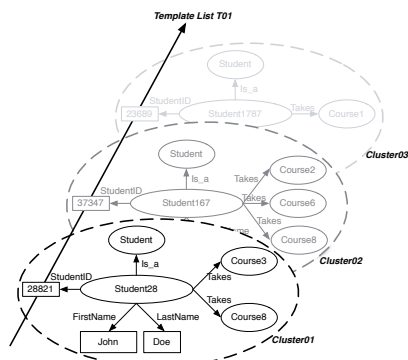 Template List T01
Student
Is_a
StudentID
23689
Student1787
Takes
Course1
Cluster03
Student
Is_a
StudentID
37347
Student167
Takes
Course2
Takes
Course6
Takes
Course8
Cluster02
Student
Is_a
StudentID
28821
Student28
Takes
Course3
Takes
Course8
FirstName
LastName
John
Doe
Cluster01